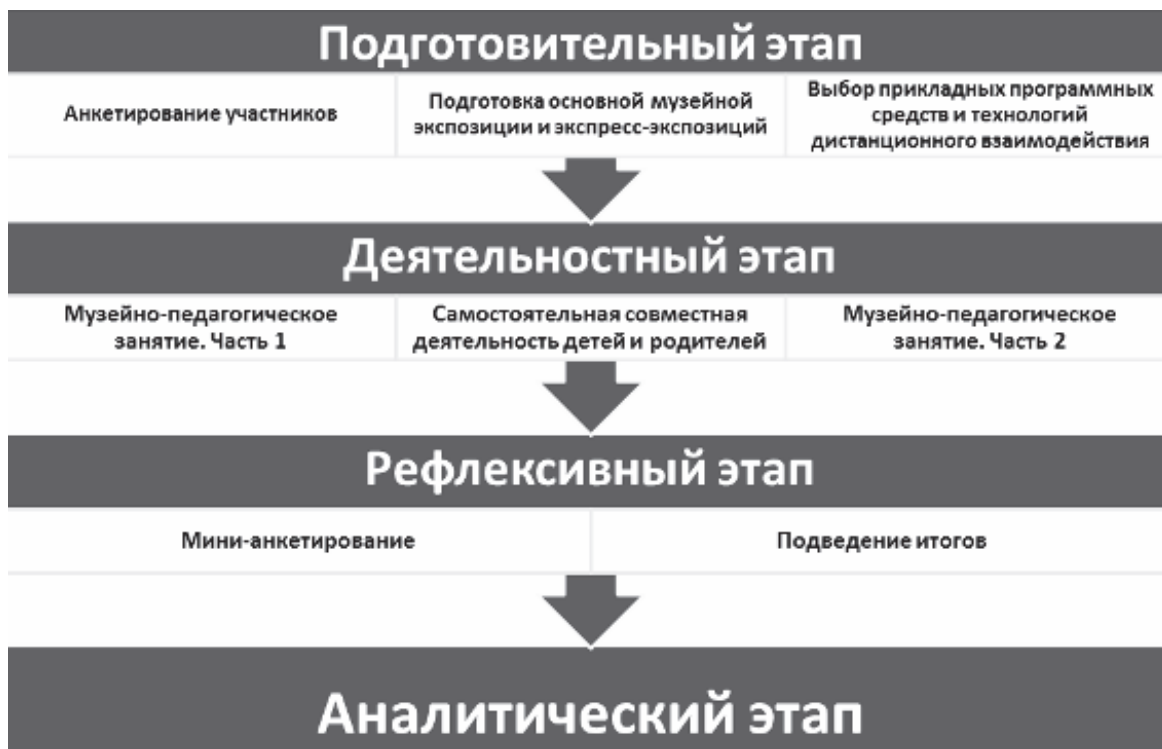 Подготовительный этап
Анкетирование участников
Подготовка основной музейной
экспозиции и экспресс-экспозиций
Выбор прикладных программных
средств и технологий
дистанционного взаимодействия
Деятельностный этап
Музейно-педагогическое
занятие. Часть 1
Самостоятельная совместная
деятельность детей и родителей
Музейно-педагогическое
занятие. Часть 2
Рефлексивный этап
Мини-анкетирование
Подведение итогов
Аналитический этап